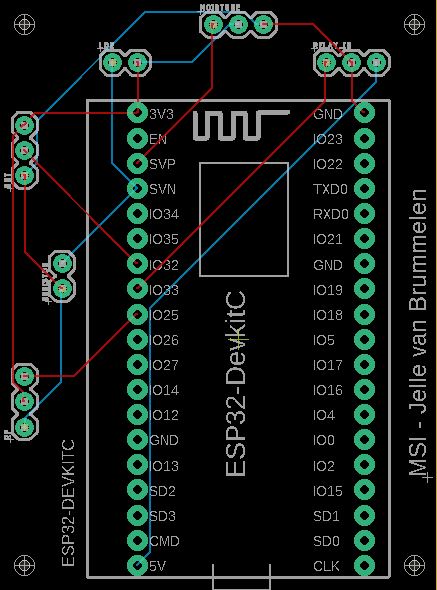 ESP32-DEVKITC
5V
CMD
SD3
SD2
IO13
GND
IO12
IO14
IO27
IO26
IO25
IO33
IO32
IO35
IO34
SVN
SVP
EN
3V3
ESP32-DevkitC
CLK
SD0
SD1
IO15
IO2
IO0
IO4
IO16
IO17
IO5
IO18
IO19
GND
IO21
RXD0
TXD0
IO22
IO23
GND
MSI - Jelle van Brummelen